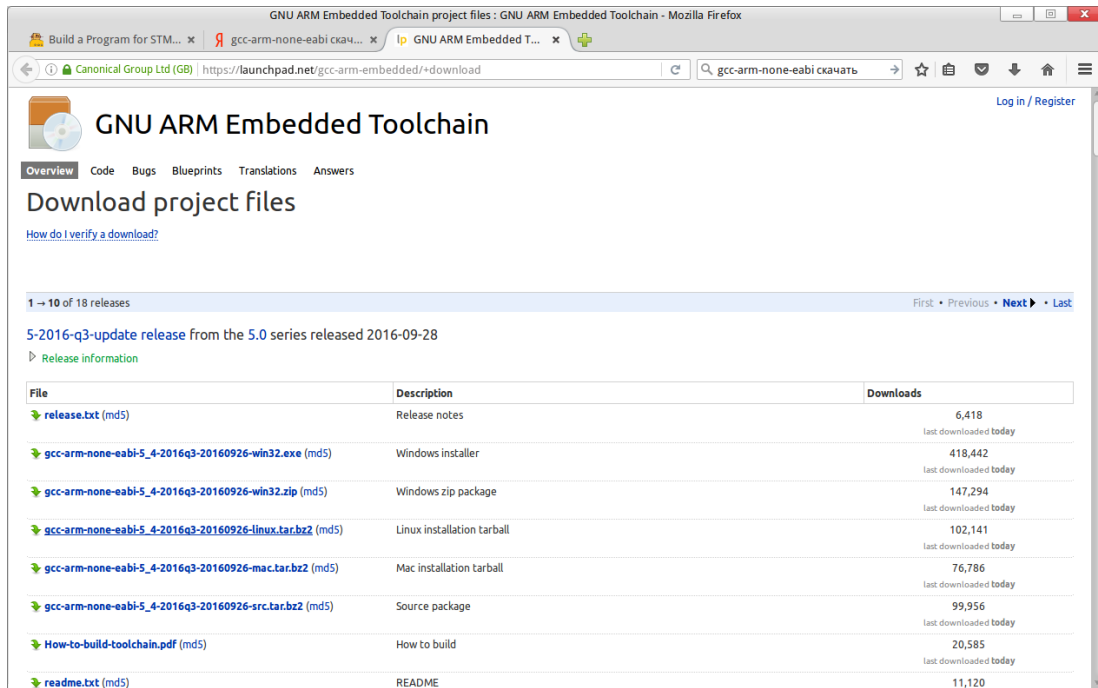 GNU ARM Embedded Toolchain project files : GNU ARM Embedded Toolchain - Mozilla Firefox
Build a Program for STM... × Я gcc-arm-none-eabi скач... × lp GNU ARM Embedded T... ×
Canonical Group Ltd (GB) https://launchpad.net/gcc-arm-embedded/+download gcc-arm-none-eabi скачать
Log in / Register
GNU ARM Embedded Toolchain
Overview Code Bugs Blueprints Translations Answers
Download project files
How do I verify a download?
1 → 10 of 18 releases First • Previous • Next • Last
5-2016-q3-update release from the 5.0 series released 2016-09-28
Release information
File Description Downloads
release.txt (md5) Release notes 6,418
last downloaded today
gcc-arm-none-eabi-5_4-2016q3-20160926-win32.exe (md5) Windows installer 418,442
last downloaded today
gcc-arm-none-eabi-5_4-2016q3-20160926-win32.zip (md5) Windows zip package 147,294
last downloaded today
gcc-arm-none-eabi-5_4-2016q3-20160926-linux.tar.bz2 (md5) Linux installation tarball 102,141
last downloaded today
gcc-arm-none-eabi-5_4-2016q3-20160926-mac.tar.bz2 (md5) Mac installation tarball 76,786
last downloaded today
gcc-arm-none-eabi-5_4-2016q3-20160926-src.tar.bz2 (md5) Source package 99,956
last downloaded today
How-to-build-toolchain.pdf (md5) How to build 20,585
last downloaded today
readme.txt (md5) README 11,120